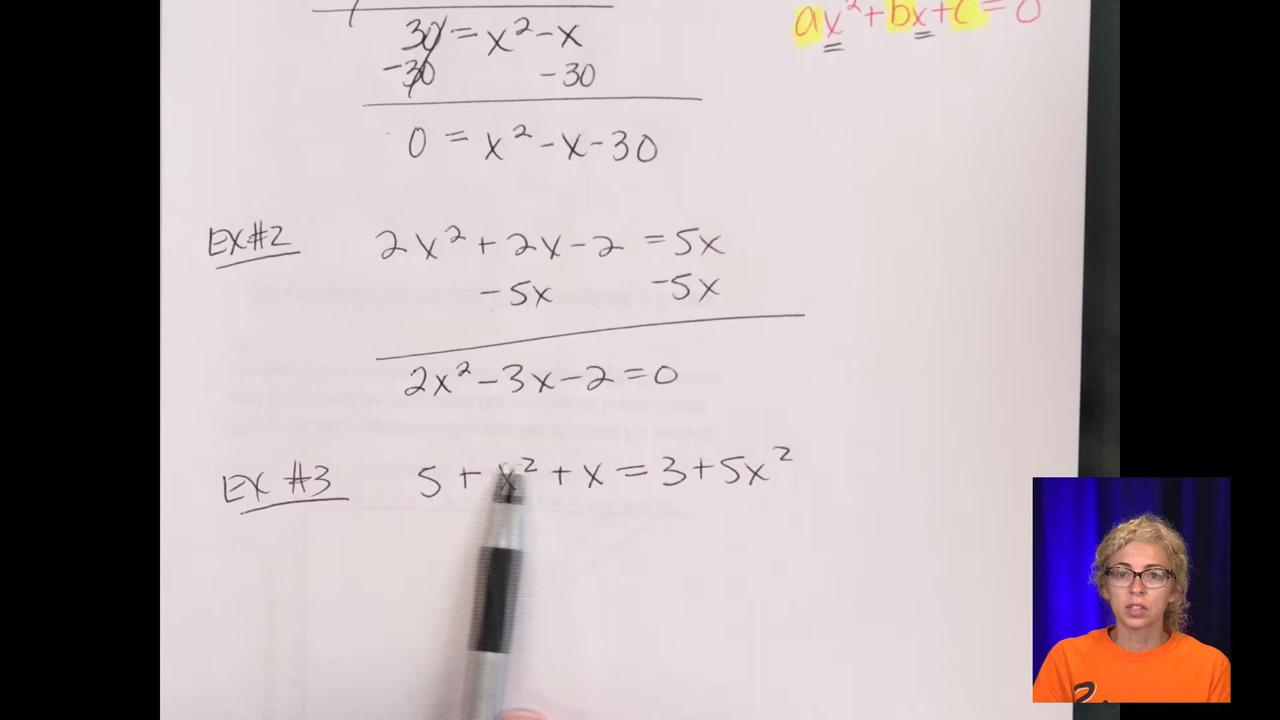 ax²+bx+c=0
30=x²-x
-30 -30
0=x²-x-30
EX#2 2x²+2x-2=5x
-5x -5x
2x²-3x-2=0
EX #3 5+x²+x=3+5x²